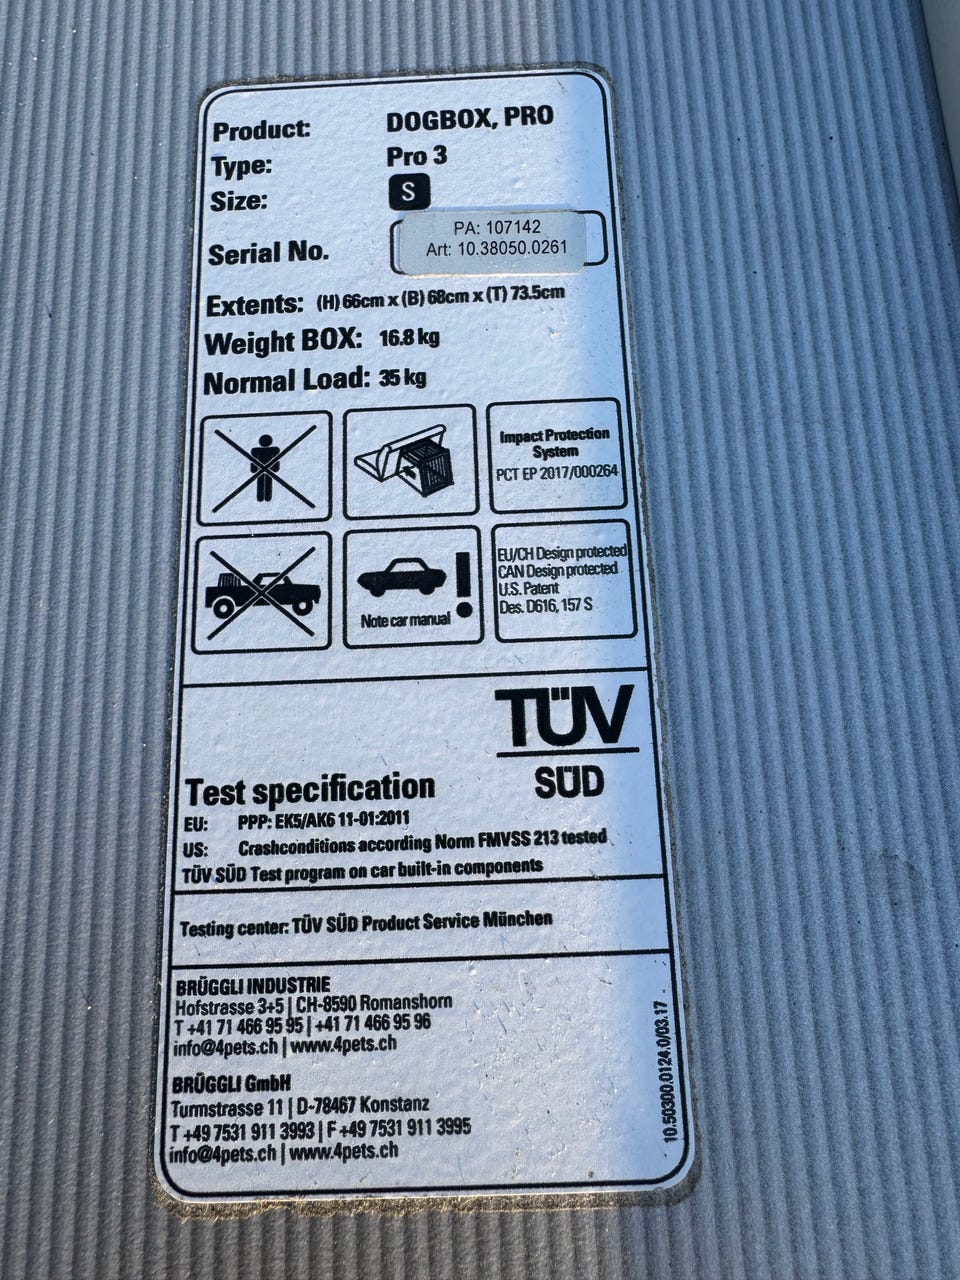 Product: DOGBOX, PRO
Type: Pro 3
Size: S
Serial No. PA: 107142
Art: 10.38050.0261
Extents: (H) 66cm x (B) 68cm x (T) 73.5cm
Weight BOX: 16.8 kg
Normal Load: 35 kg
Impact Protection
System
PCT EP 2017/000264
Note car manual
EU/CH Design protected
CAN Design protected
U.S. Patent
Des. D616, 157 S
TÜV
SÜD
Test specification
EU: PPP: EK5/AK6 11-01:2011
US: Crashconditions according Norm FMVSS 213 tested
TÜV SÜD Test program on car built-in components
Testing center: TÜV SÜD Product Service München
BRÜGGLI INDUSTRIE
Hofstrasse 3+5 | CH-8590 Romanshorn
T +41 71 466 95 95 | +41 71 466 95 96
info@4pets.ch | www.4pets.ch
BRÜGGLI GmbH
Turmstrasse 11 | D-78467 Konstanz
T +49 7531 911 3993 | F +49 7531 911 3995
info@4pets.ch | www.4pets.ch
10.50300.0124.0/03.17